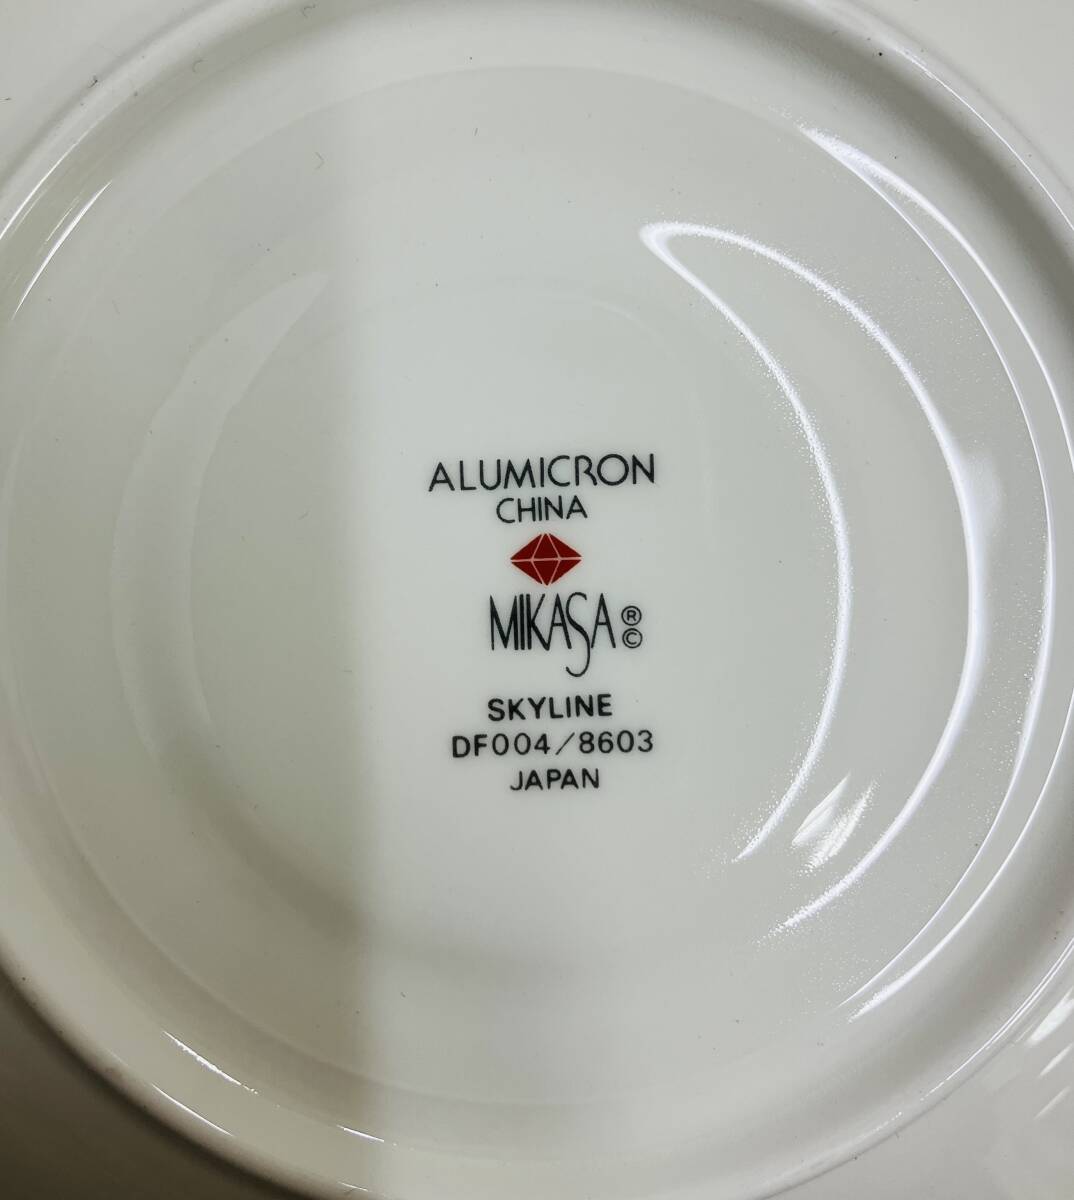 ALUMICRON
CHINA
MIKASA ® ©
SKYLINE
DF004/8603
JAPAN